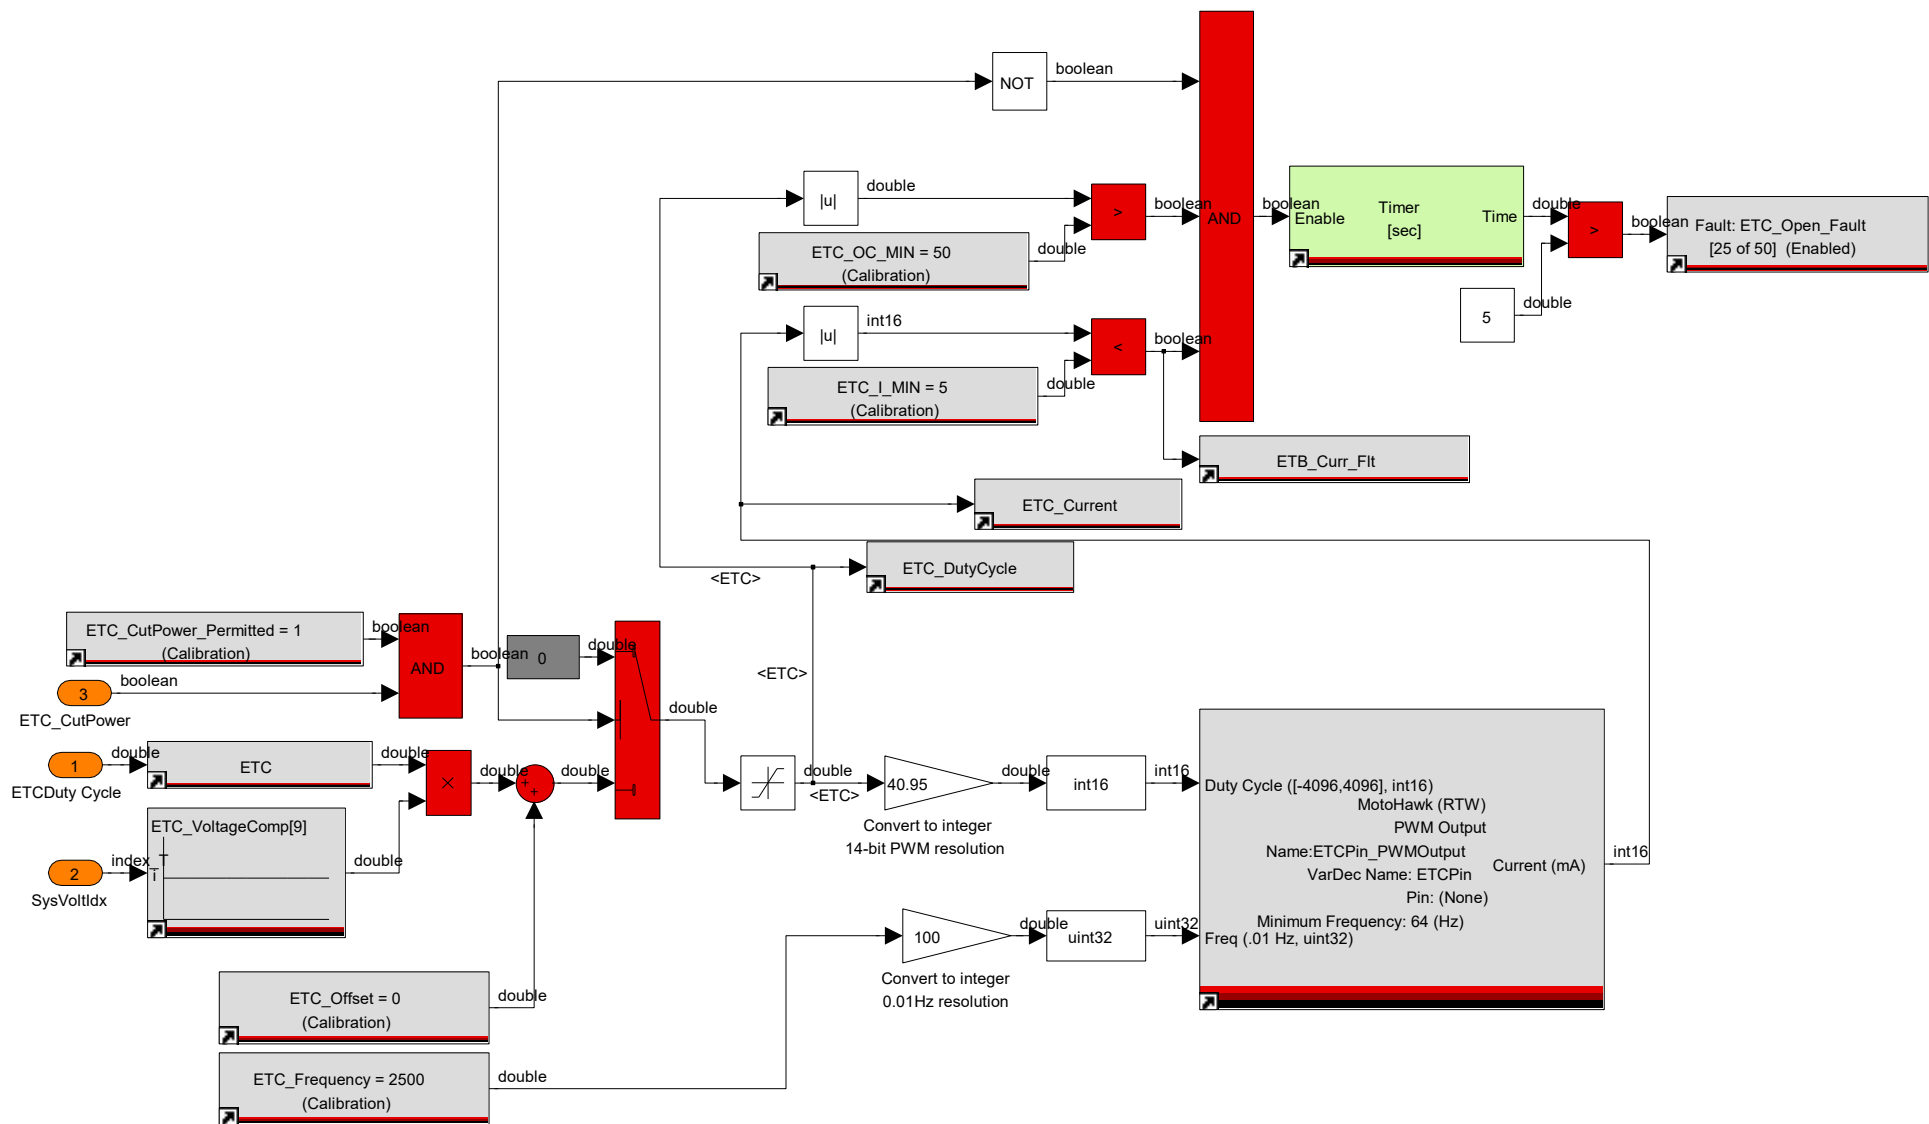 NOT
boolean
|u|
double
ETC_OC_MIN = 50
(Calibration)
double
>
boolean
AND
boolean
Enable
Timer
[sec]
Time
double
>
boolean
Fault: ETC_Open_Fault
[25 of 50]  (Enabled)
5
double
|u|
int16
ETC_I_MIN = 5
(Calibration)
double
<
boolean
ETB_Curr_Flt
ETC_Current
ETC_DutyCycle
<ETC>
ETC_CutPower_Permitted = 1
(Calibration)
boolean
3
boolean
ETC_CutPower
AND
boolean
0
double
<ETC>
double
1
double
ETCDuty Cycle
ETC
double
×
double
+
+
double
ETC_VoltageComp[9]
2
index
T
i
double
SysVoltIdx
double
<ETC>
40.95
double
Convert to integer
14-bit PWM resolution
int16
int16
Duty Cycle ([-4096,4096], int16)
MotoHawk (RTW)
PWM Output
Name:ETCPin_PWMOutput
VarDec Name: ETCPin
Pin: (None)
Minimum Frequency: 64 (Hz)
Freq (.01 Hz, uint32)
Current (mA)
int16
100
double
Convert to integer
0.01Hz resolution
uint32
uint32
ETC_Offset = 0
(Calibration)
double
ETC_Frequency = 2500
(Calibration)
double